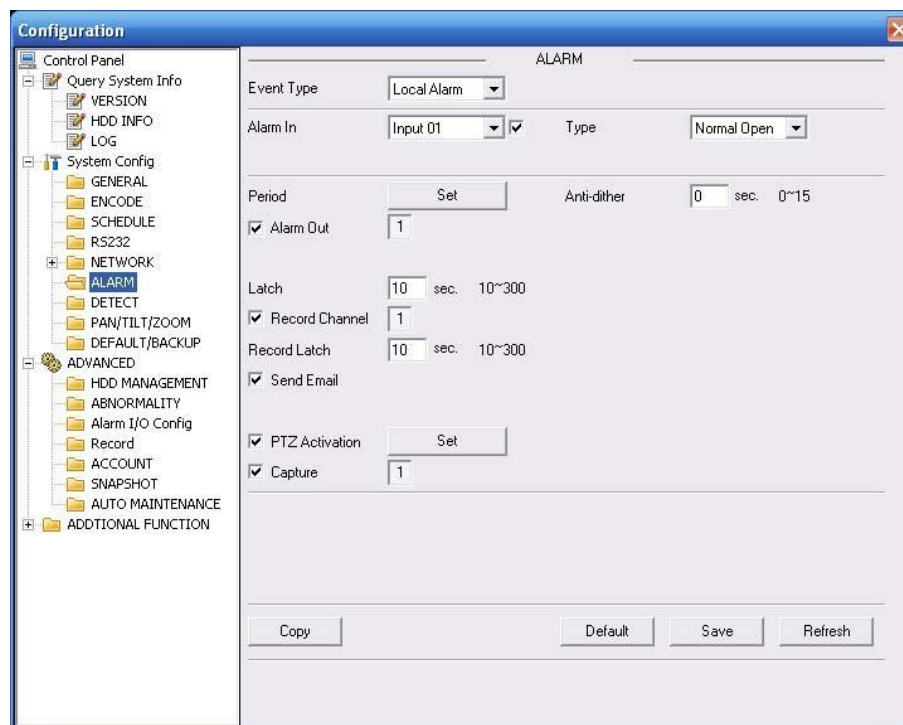 Configuration
Control Panel
Query System Info
VERSION
HDD INFO
LOG
System Config
GENERAL
ENCODE
SCHEDULE
RS232
NETWORK
ALARM
DETECT
PAN/TILT/ZOOM
DEFAULT/BACKUP
ADVANCED
HDD MANAGEMENT
ABNORMALITY
Alarm I/O Config
Record
ACCOUNT
SNAPSHOT
AUTO MAINTENANCE
ADDTIONAL FUNCTION
ALARM
Event Type Local Alarm
Alarm In Input 01 Type Normal Open
Period Set Anti-dither 0 sec. 0~15
Alarm Out 1
Latch 10 sec. 10~300
Record Channel 1
Record Latch 10 sec. 10~300
Send Email
PTZ Activation Set
Capture 1
Copy Default Save Refresh